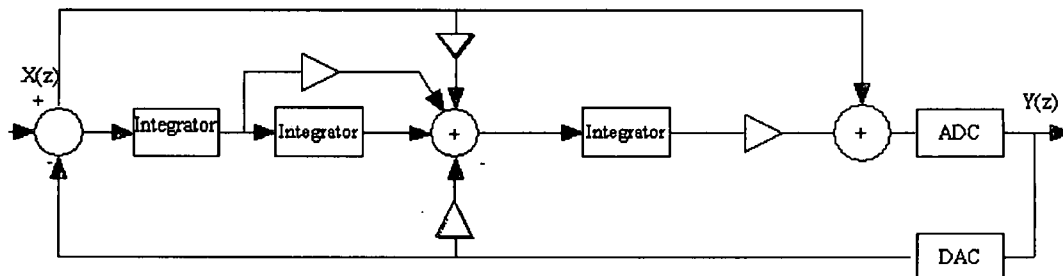 X(z)
+
-
Integrator
Integrator
+
-
Integrator
+
ADC
Y(z)
DAC